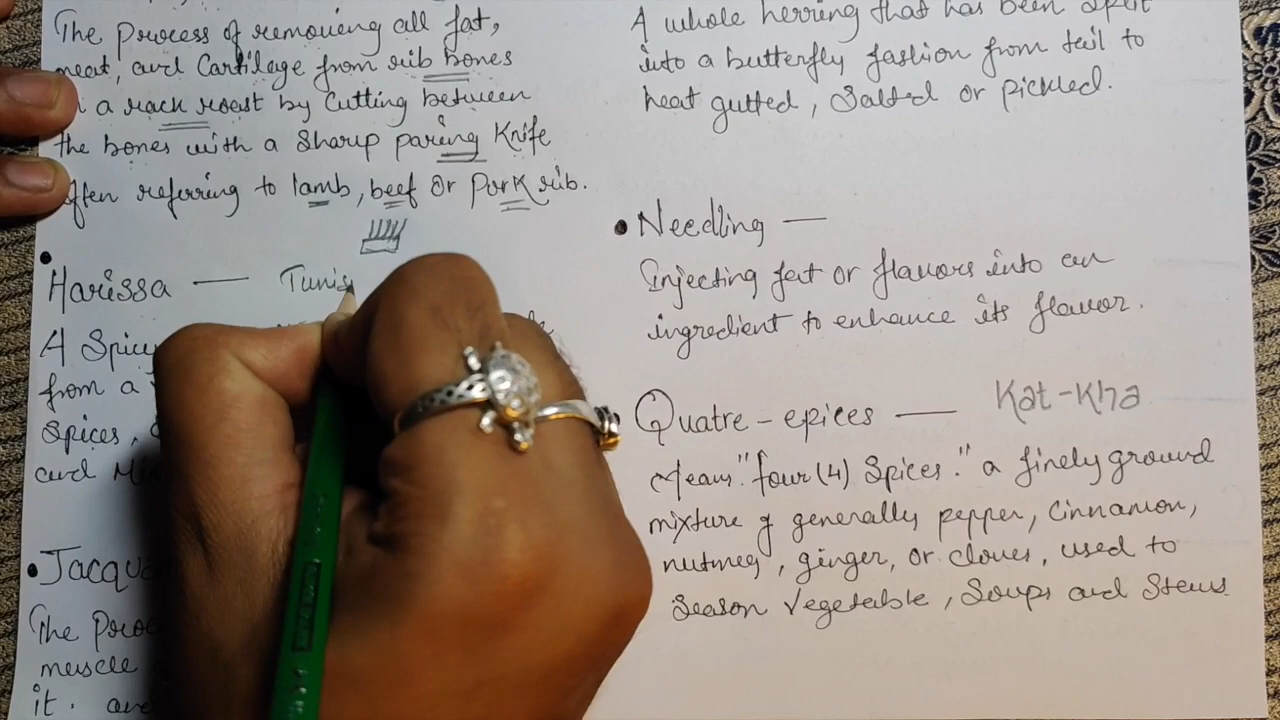 The Process of removing all fat,
meat, and Cartilage from rib bones
a rack roast by Cutting between
the bones with a Sharp paring Knife
Often referring to lamb, beef or Pork rib.
• Harissa — Tunis
A Spicy
from a
Spices,
and
• Jacqua
The Proce
muscle
it. and
A whole herring that has been split
into a butterfly fashion from tail to
heat gutted, Salted or pickled.
• Needling —
Injecting fat or flavors into an
ingredient to enhance its flavor.
Quatre-epices — Kat-Kha
Means "four (4) Spices." a finely ground
mixture of generally pepper, Cinnamon,
nutmeg, ginger, or cloves, used to
Season Vegetable, Soups and Stews